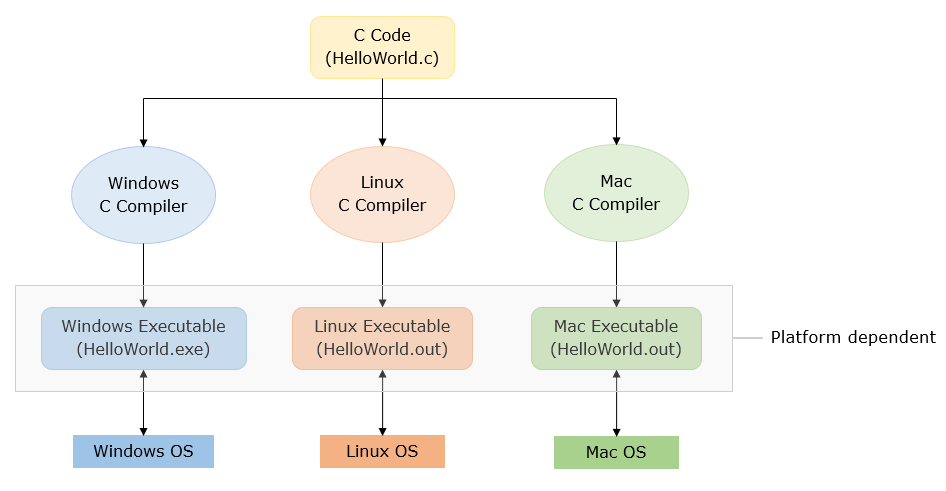 C Code
(HelloWorld.c)
Windows
C Compiler
Linux
C Compiler
Mac
C Compiler
Windows Executable
(HelloWorld.exe)
Linux Executable
(HelloWorld.out)
Mac Executable
(HelloWorld.out)
Platform dependent
Windows OS
Linux OS
Mac OS